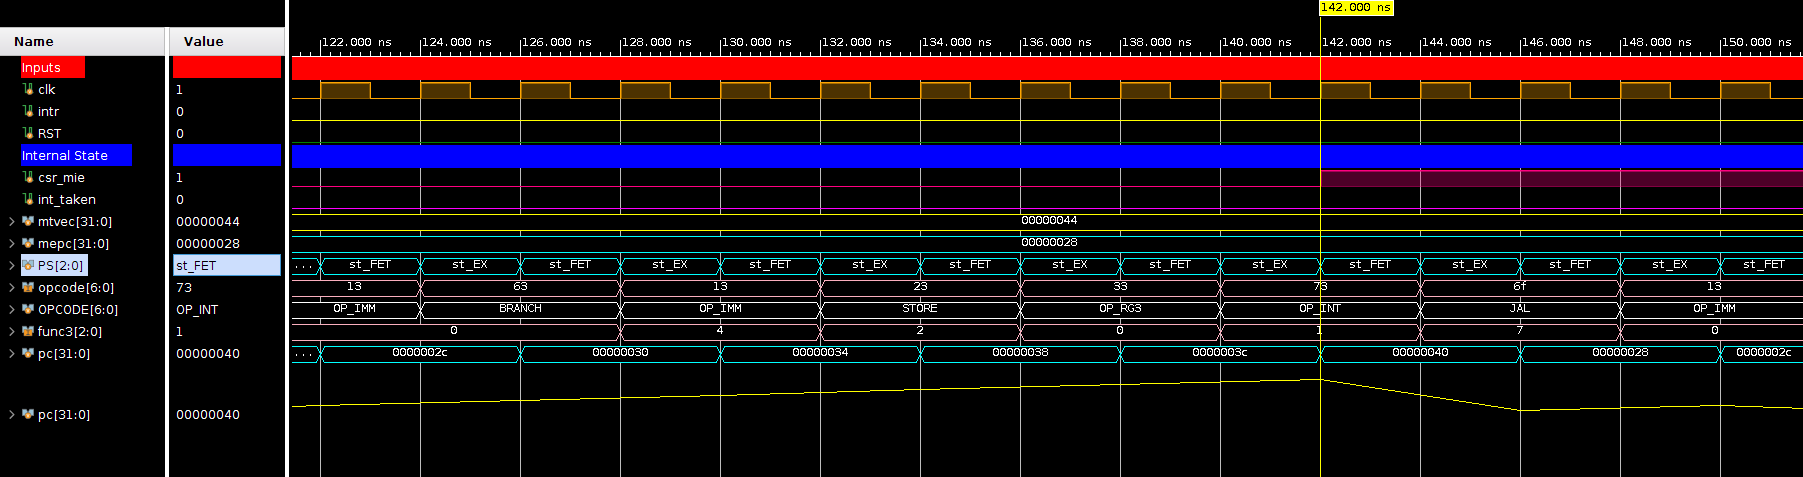 142.000 ns
Name Value
122.000 ns 124.000 ns 126.000 ns 128.000 ns 130.000 ns 132.000 ns 134.000 ns 136.000 ns 138.000 ns 140.000 ns 142.000 ns 144.000 ns 146.000 ns 148.000 ns 150.000 ns
Inputs
clk 1
intr 0
RST 0
Internal State
csr_mie 1
int_taken 0
mtvec[31:0] 00000044 00000044
mepc[31:0] 00000028 00000028
PS[2:0] st_FET ... st_FET st_EX st_FET st_EX st_FET st_EX st_FET st_EX st_FET st_EX st_FET st_EX st_FET st_EX st_FET
opcode[6:0] 73 13 63 13 23 33 73 6f 13
OPCODE[6:0] OP_INT OP_IMM BRANCH OP_IMM STORE OP_RG3 OP_INT JAL OP_IMM
func3[2:0] 1 0 4 2 0 1 7 0
pc[31:0] 00000040 ... 0000002c 00000030 00000034 00000038 0000003c 00000040 00000028 0000002c
pc[31:0] 00000040